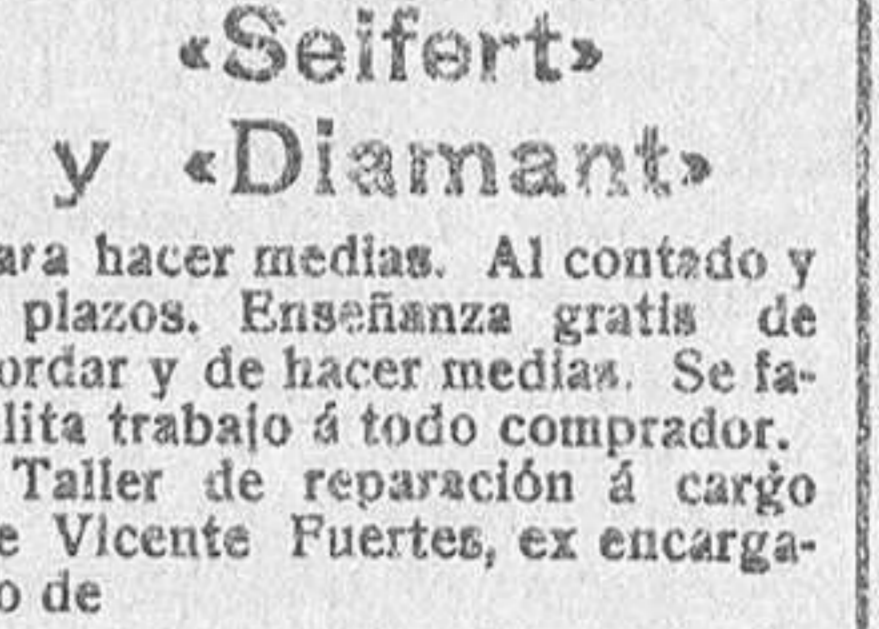 «Seifert»
y «Diamant»
ara hacer medias. Al contado y
plazos. Enseñanza gratis de
ordar y de hacer medias. Se fa-
lita trabajo á todo comprador.
Taller de reparación á cargo
e Vicente Fuertes, ex encarga-
o de